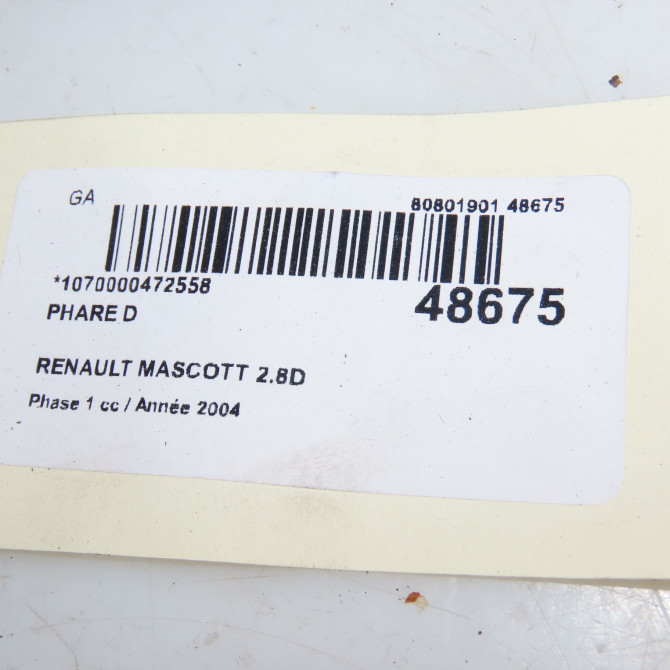 GA
80801901 48675
*1070000472558
48675
PHARE D
RENAULT MASCOTT 2.8D
Phase 1 cc / Année 2004